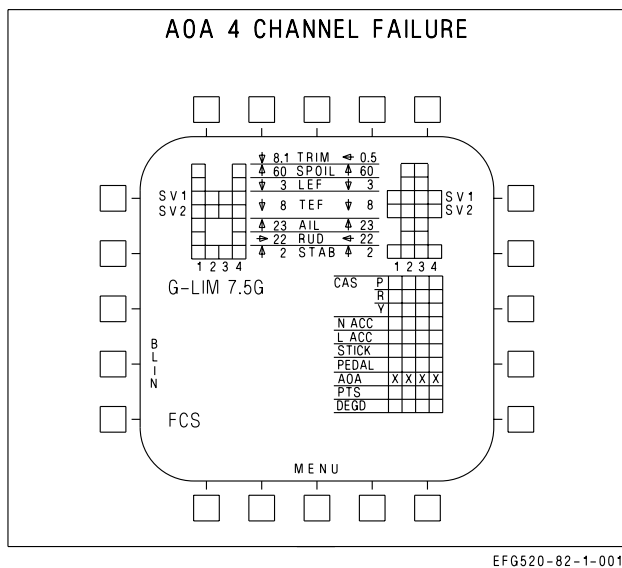 AOA 4 CHANNEL FAILURE
8.1 TRIM 0.5
60 SPOIL 60
3 LEF 3
SV1 8 TEF 8 SV1
SV2 SV2
23 AIL 23
22 RUD 22
2 STAB 2
1 2 3 4 1 2 3 4
G-LIM 7.5G
CAS P
R
Y
N ACC
L ACC
STICK
PEDAL
AOA X X X X
PTS
DEGD
BLIN
FCS
MENU
EFG520-82-1-001